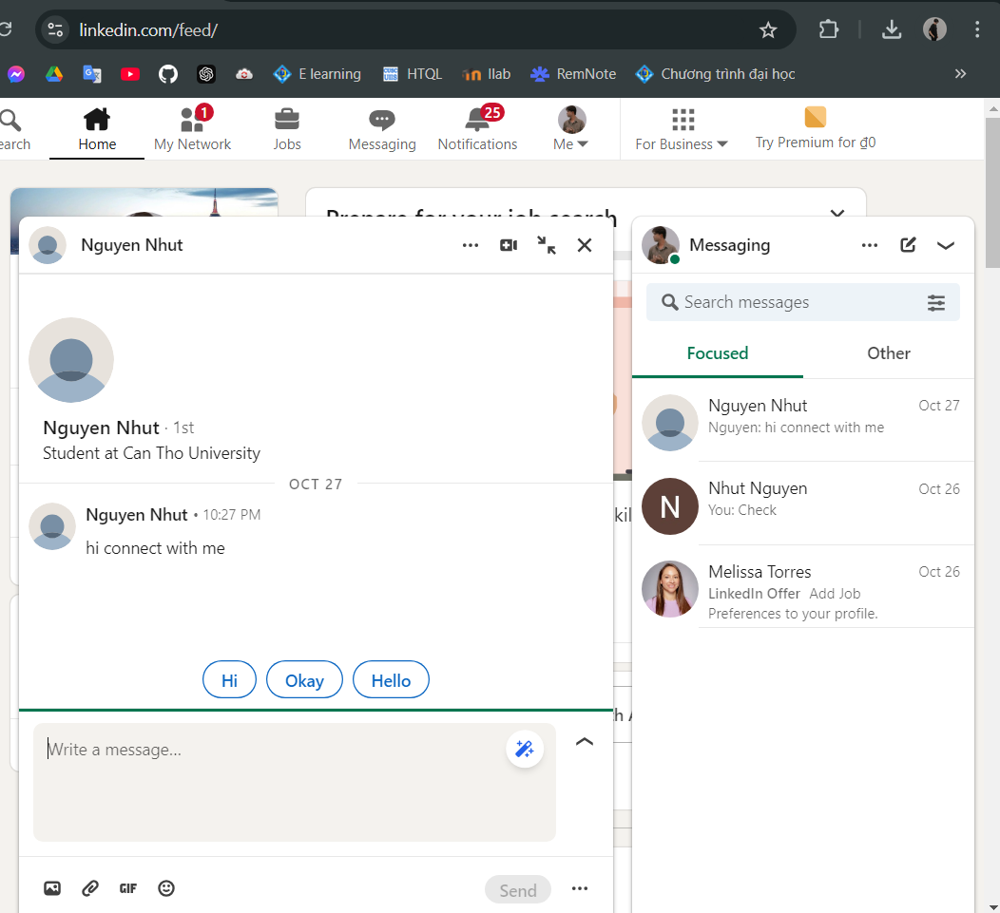 linkedin.com/feed/
E learning
HTQL
Ilab
RemNote
Chương trình đại học
earch
Home
1
My Network
Jobs
Messaging
25
Notifications
Me
For Business
Try Premium for ₫0
Prepare for your job search
Nguyen Nhut
Nguyen Nhut · 1st
Student at Can Tho University
OCT 27
Nguyen Nhut • 10:27 PM
hi connect with me
Hi
Okay
Hello
Write a message...
GIF
Send
kil
h A
Messaging
Search messages
Focused
Other
Nguyen Nhut
Oct 27
Nguyen: hi connect with me
N
Nhut Nguyen
Oct 26
You: Check
Melissa Torres
Oct 26
LinkedIn Offer Add Job
Preferences to your profile.